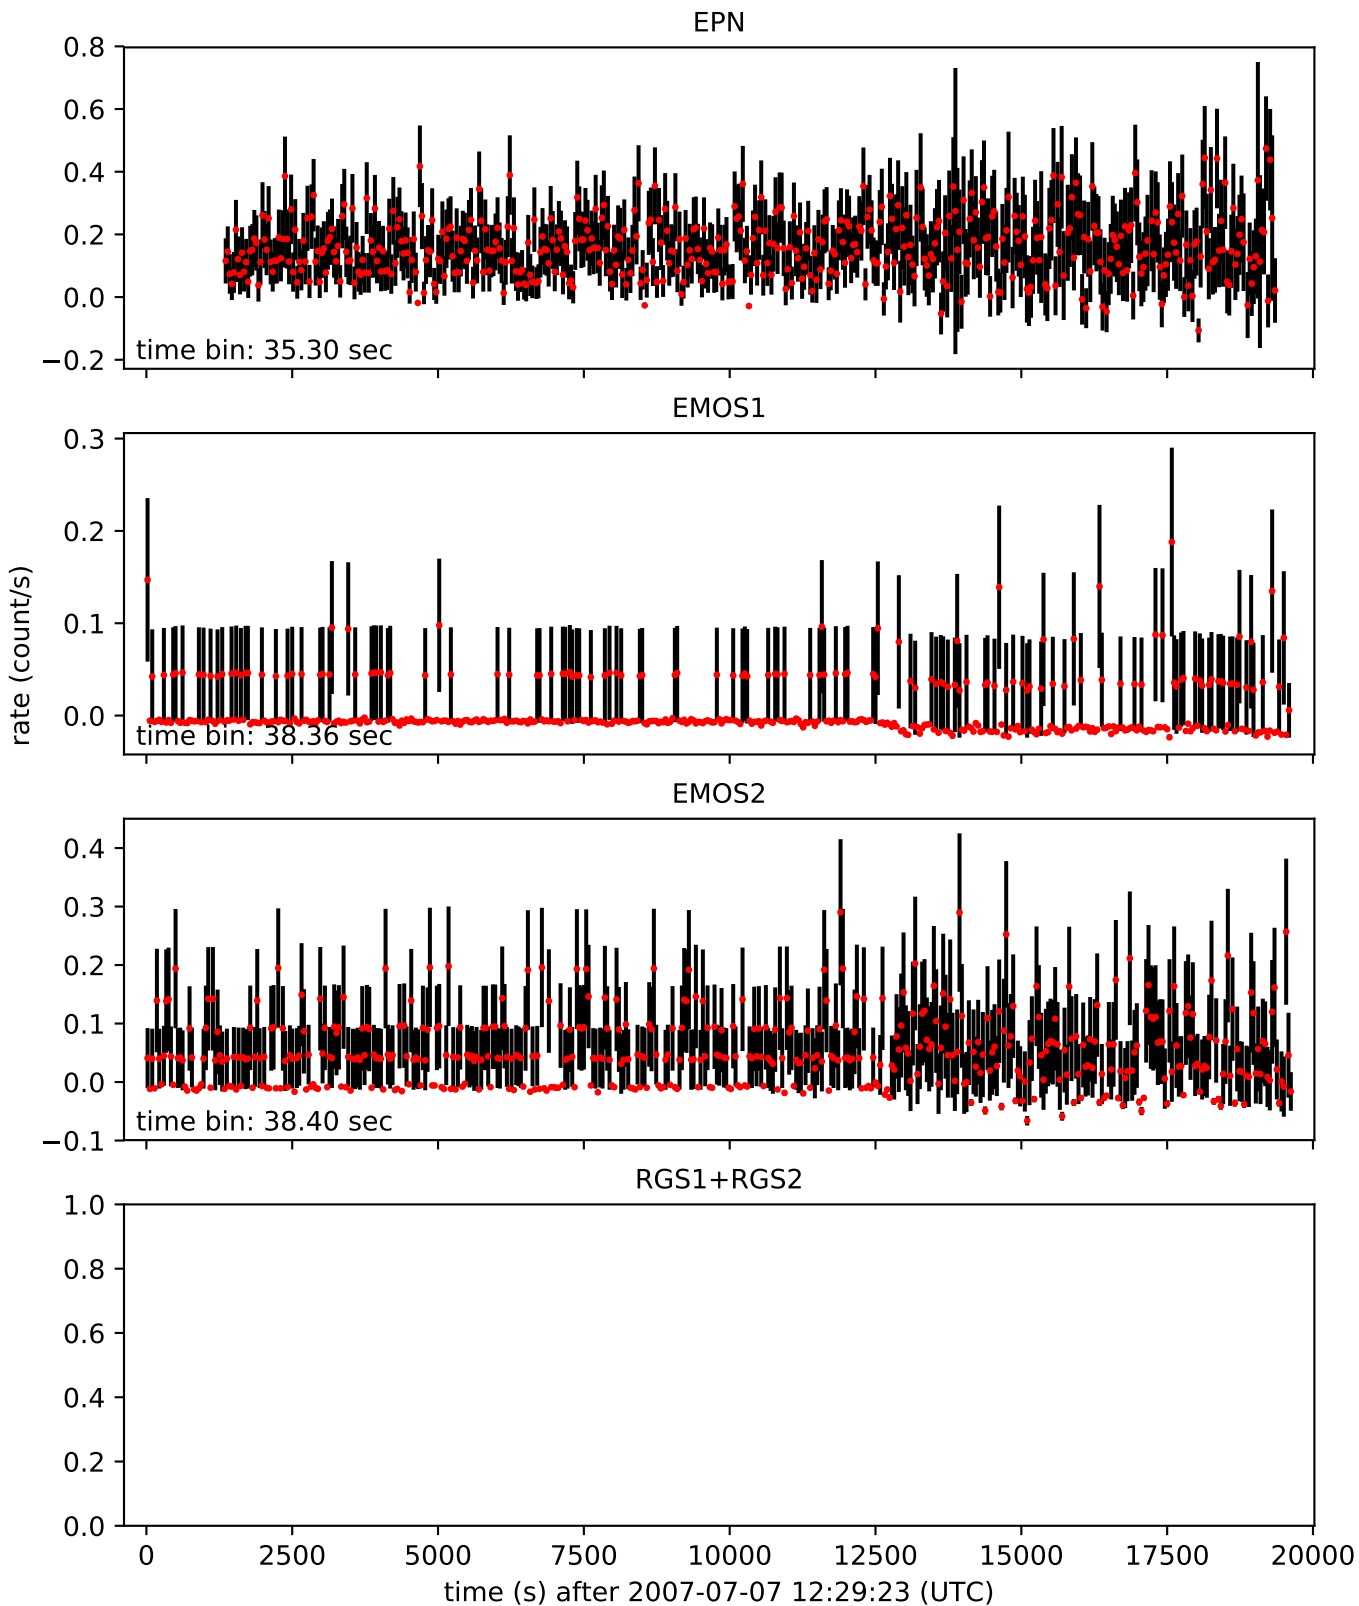 EPN
0.8
0.6
0.4
0.2
0.0
−0.2
time bin: 35.30 sec
EMOS1
0.3
0.2
0.1
0.0
time bin: 38.36 sec
rate (count/s)
EMOS2
0.4
0.3
0.2
0.1
0.0
−0.1
time bin: 38.40 sec
RGS1+RGS2
1.0
0.8
0.6
0.4
0.2
0.0
0 2500 5000 7500 10000 12500 15000 17500 20000
time (s) after 2007-07-07 12:29:23 (UTC)